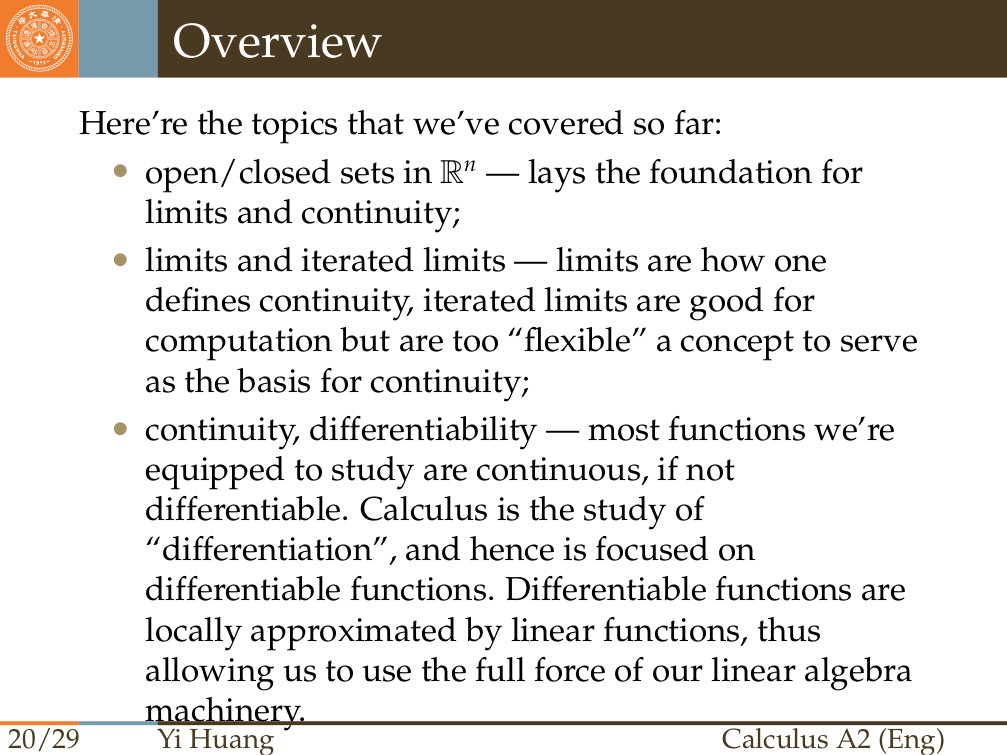 Overview
Here’re the topics that we’ve covered so far:
• open/closed sets in ℝⁿ — lays the foundation for
limits and continuity;
• limits and iterated limits — limits are how one
defines continuity, iterated limits are good for
computation but are too “flexible” a concept to serve
as the basis for continuity;
• continuity, differentiability — most functions we’re
equipped to study are continuous, if not
differentiable. Calculus is the study of
“differentiation”, and hence is focused on
differentiable functions. Differentiable functions are
locally approximated by linear functions, thus
allowing us to use the full force of our linear algebra
machinery.
20/29 Yi Huang Calculus A2 (Eng)